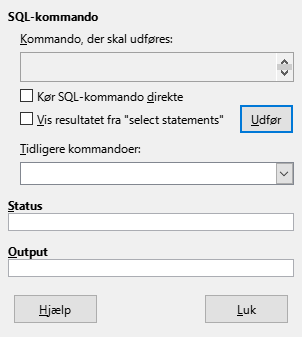 SQL-kommando
Kommando, der skal udføres:
Kør SQL-kommando direkte
Vis resultatet fra "select statements"
Udfør
Tidligere kommandoer:
Status
Output
Hjælp
Luk